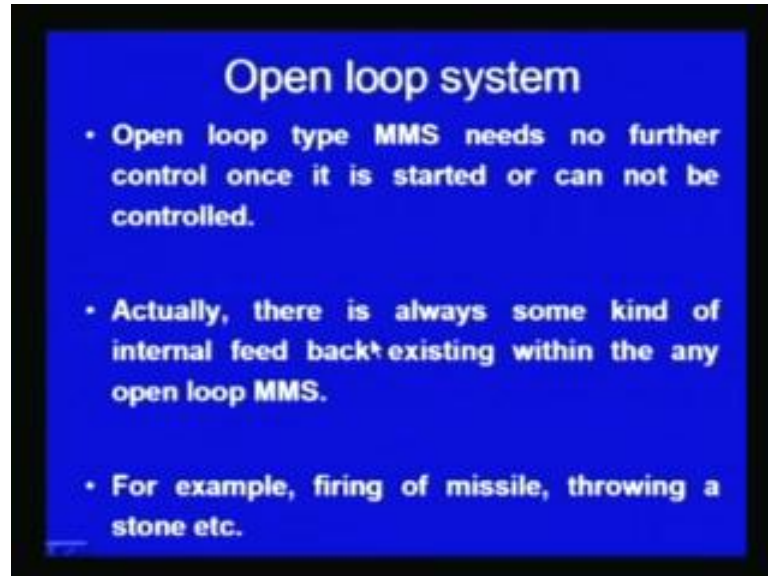 Open loop system
• Open loop type MMS needs no further
control once it is started or can not be
controlled.
• Actually, there is always some kind of
internal feed back existing within the any
open loop MMS.
• For example, firing of missile, throwing a
stone etc.